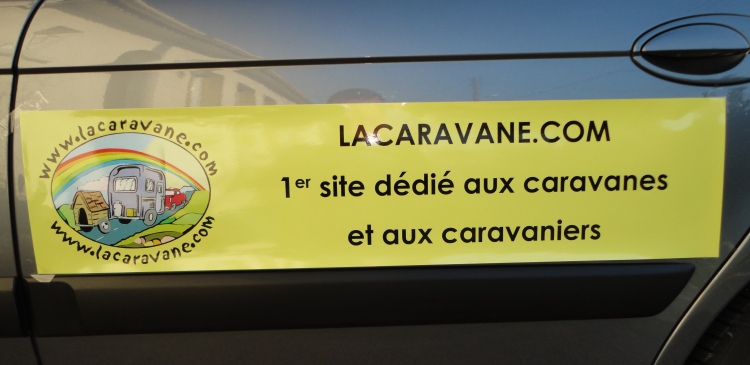 www.lacaravane.com
www.lacaravane.com
LACARAVANE.COM
1er site dédié aux caravanes
et aux caravaniers